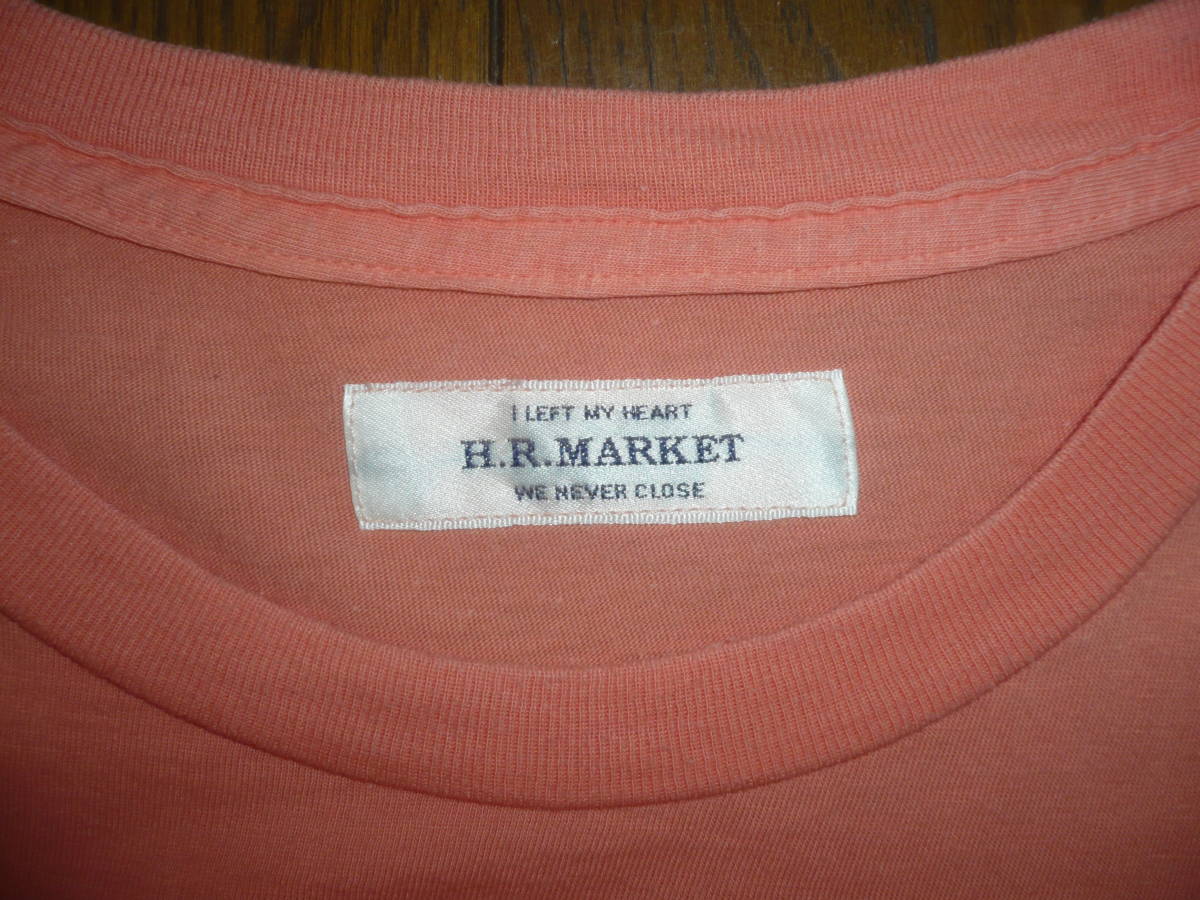 I LEFT MY HEART
H.R.MARKET
WE NEVER CLOSE